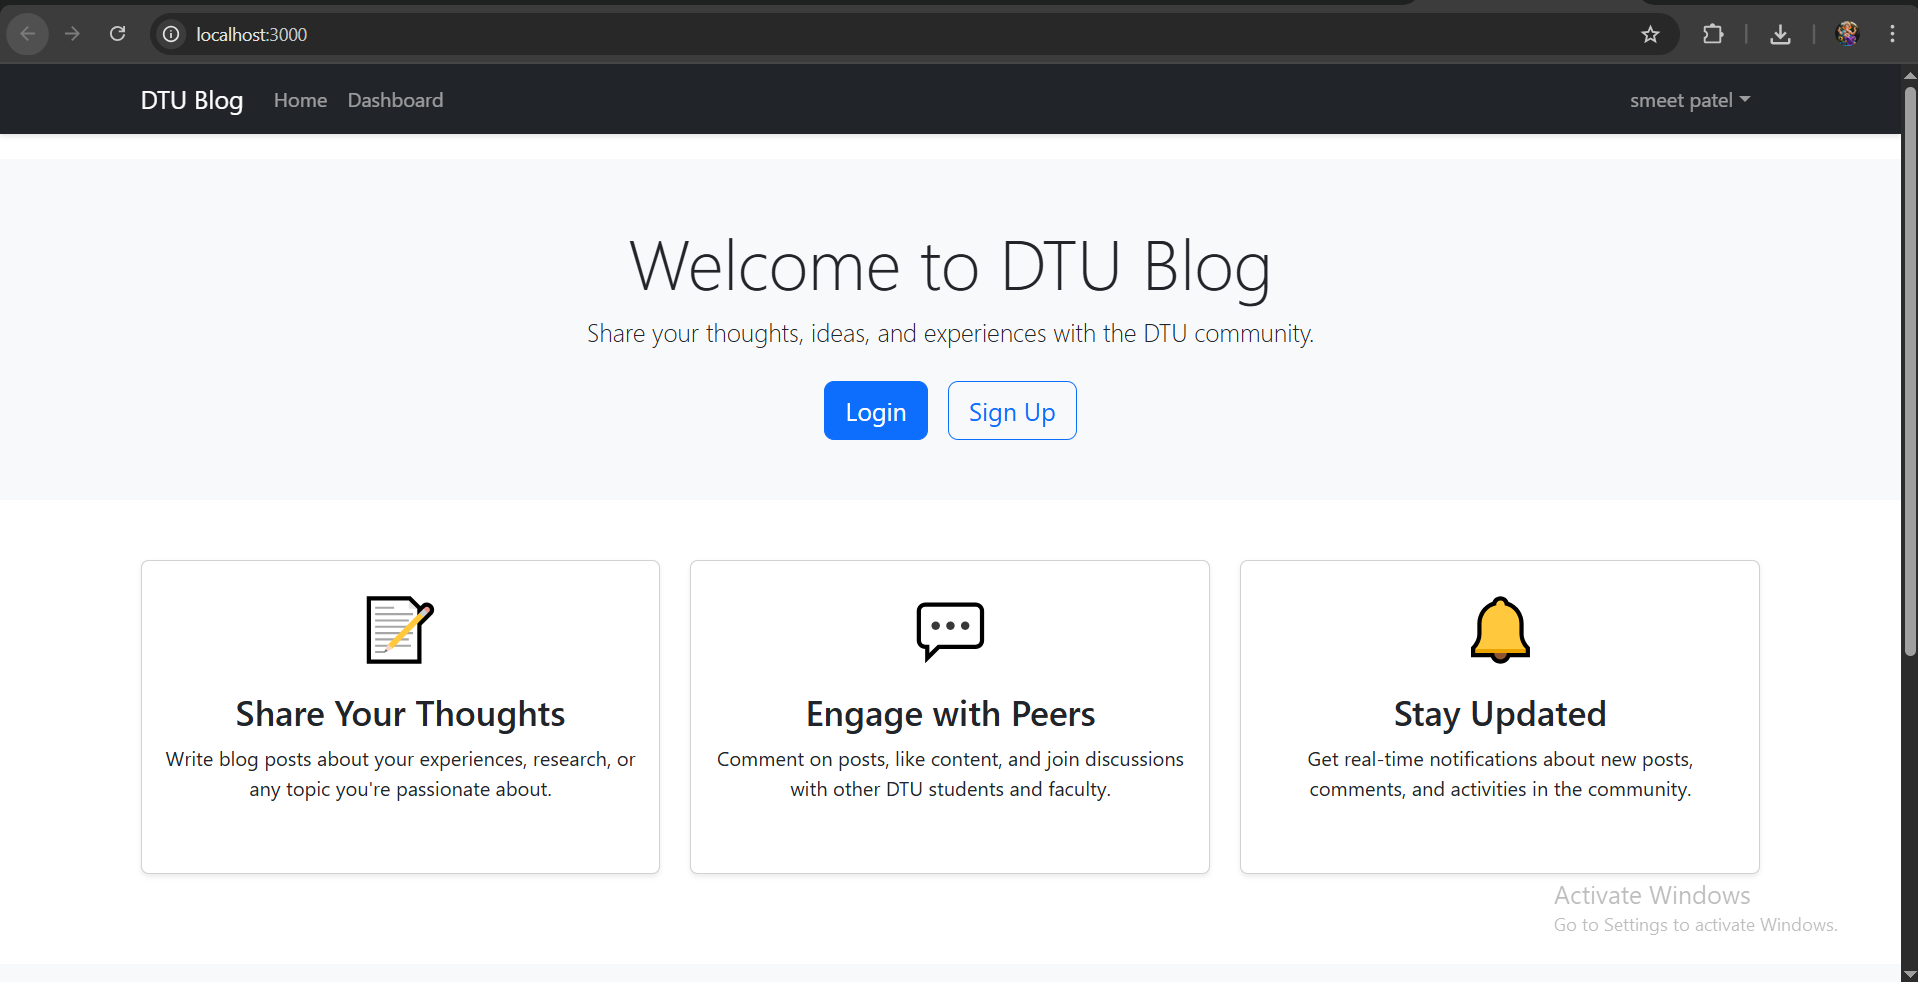 localhost:3000
DTU Blog Home Dashboard smeet patel
Welcome to DTU Blog
Share your thoughts, ideas, and experiences with the DTU community.
Login Sign Up
Share Your Thoughts
Write blog posts about your experiences, research, or
any topic you're passionate about.
Engage with Peers
Comment on posts, like content, and join discussions
with other DTU students and faculty.
Stay Updated
Get real-time notifications about new posts,
comments, and activities in the community.
Activate Windows
Go to Settings to activate Windows.